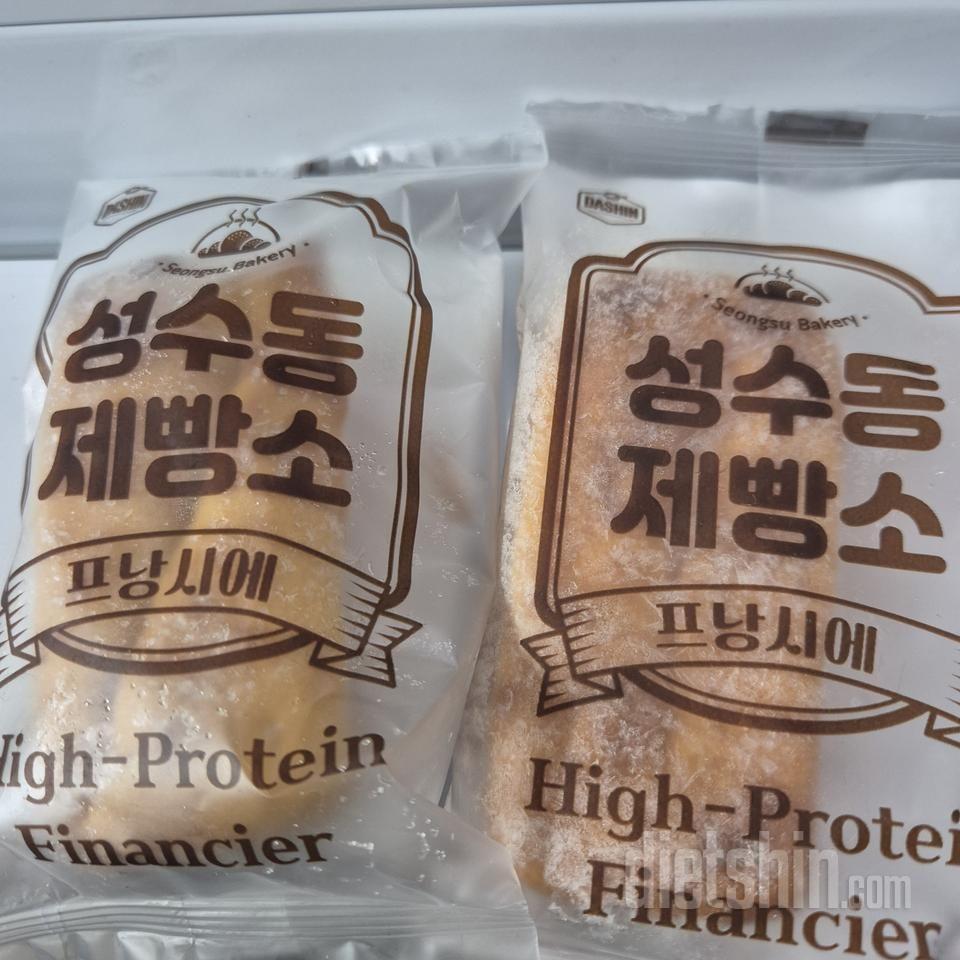 DASHIN
Seongsu Bakery
성수동
제빵소
프낭시에
High-Protein
Financier
DASHIN
Seongsu Bakery
성수동
제빵소
프낭시에
High-Protein
Financier
dietshin.com